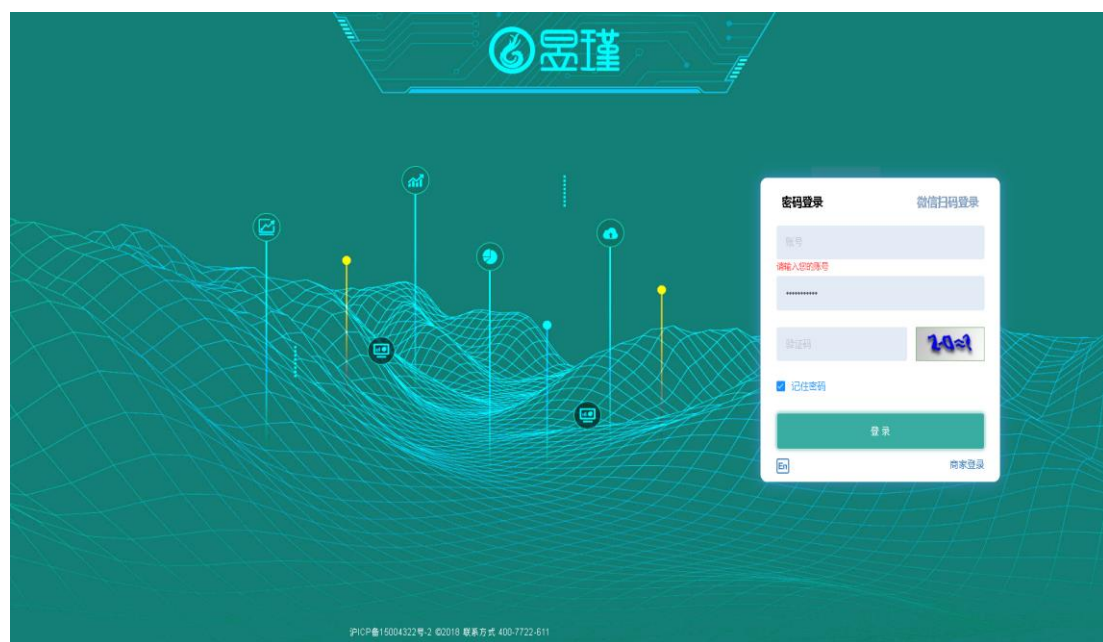 昱瑾
密码登录 微信扫码登录
账号
请输入您的账号
•••••••••••
验证码 2-0=?
记住密码
登 录
En 商家登录
沪ICP备15004322号-2 ©2018 联系方式 400-7722-611